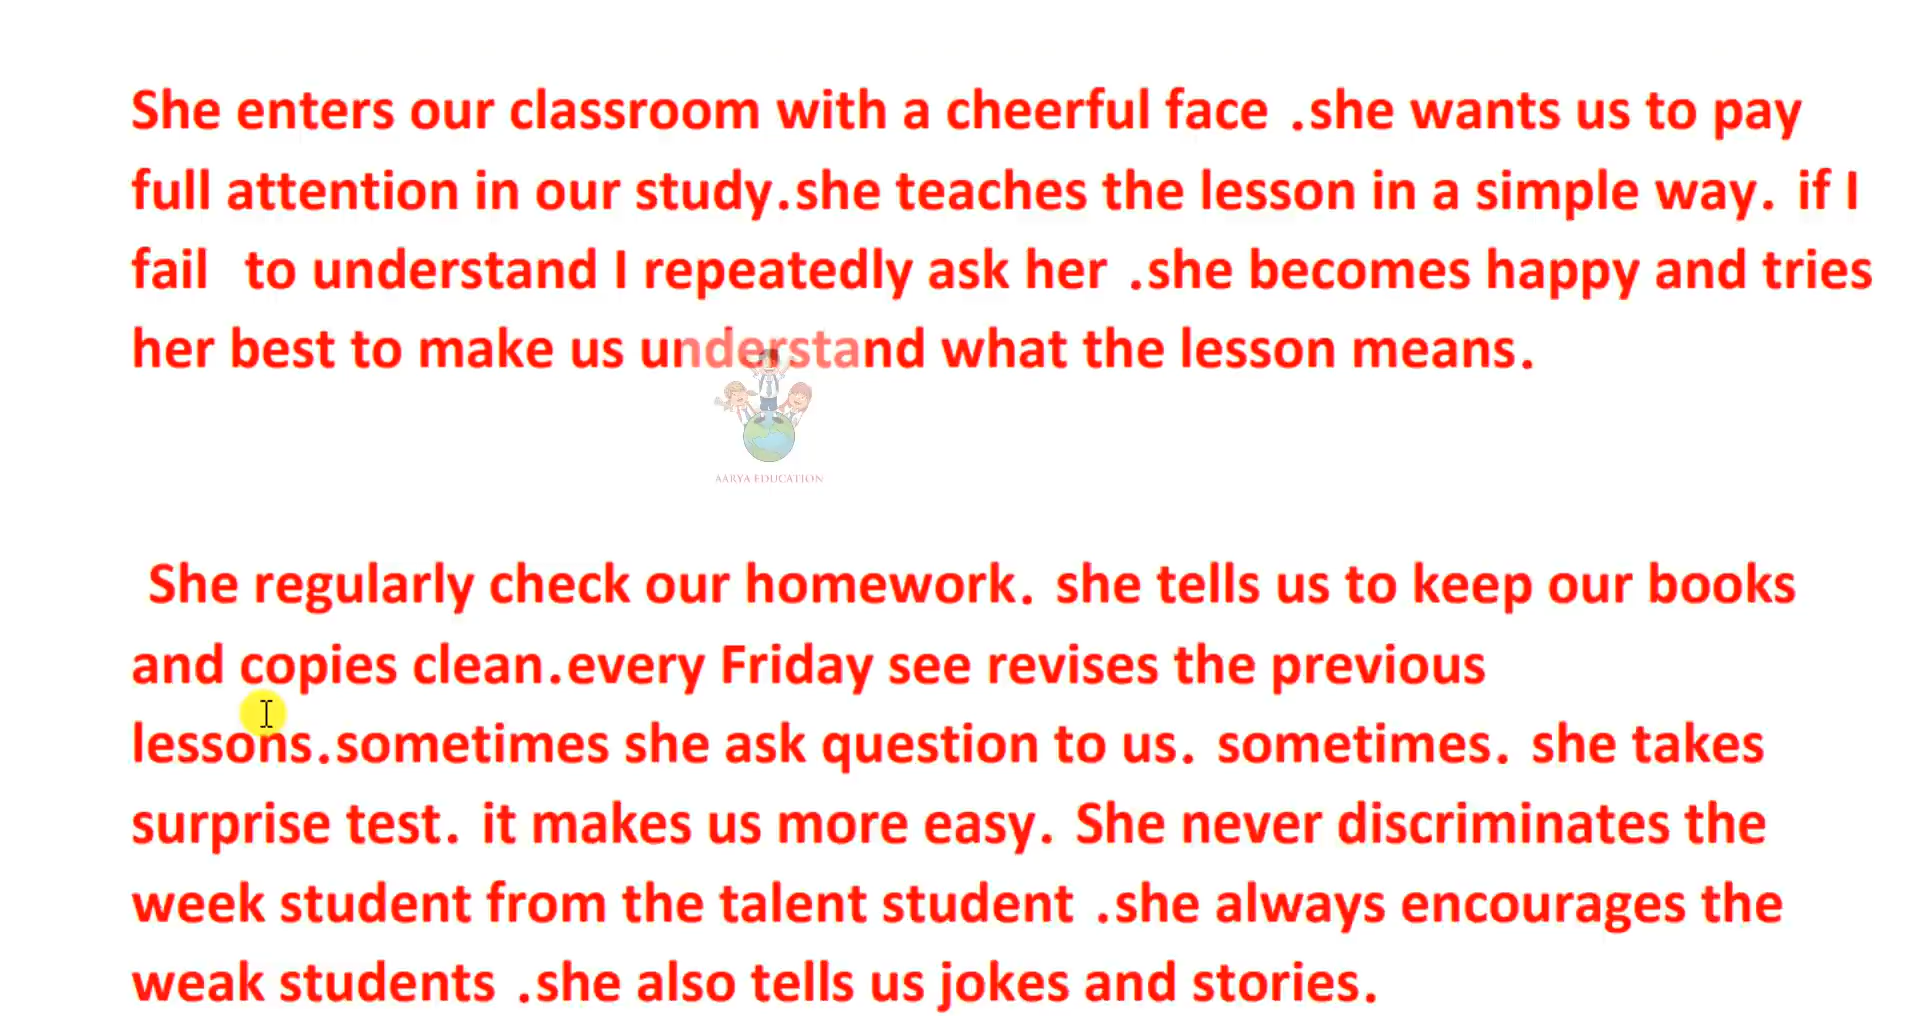 She enters our classroom with a cheerful face .she wants us to pay
full attention in our study.she teaches the lesson in a simple way. if I
fail to understand I repeatedly ask her .she becomes happy and tries
her best to make us understand what the lesson means.
AARYA EDUCATION
She regularly check our homework. she tells us to keep our books
and copies clean.every Friday see revises the previous
lessons.sometimes she ask question to us. sometimes. she takes
surprise test. it makes us more easy. She never discriminates the
week student from the talent student .she always encourages the
weak students .she also tells us jokes and stories.